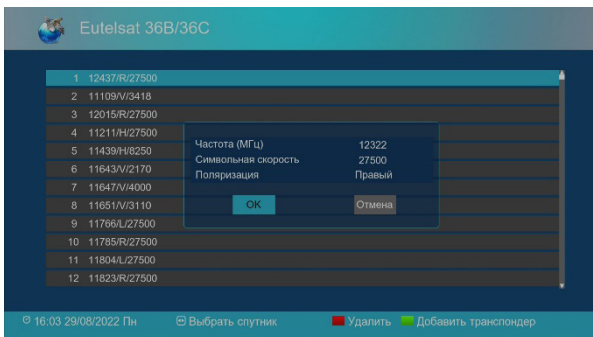 Eutelsat 36B/36C
1 12437/R/27500
2 11109/V/3418
3 12015/R/27500
4 11211/H/27500
5 11439/H/8250
6 11643/V/2170
7 11647/V/4000
8 11651/V/3110
9 11766/L/27500
10 11785/R/27500
11 11804/L/27500
12 11823/R/27500
Частота (МГц) 12322
Символьная скорость 27500
Поляризация Правый
OK Отмена
16:03 29/08/2022 Пн Выбрать спутник Удалить Добавить транспондер